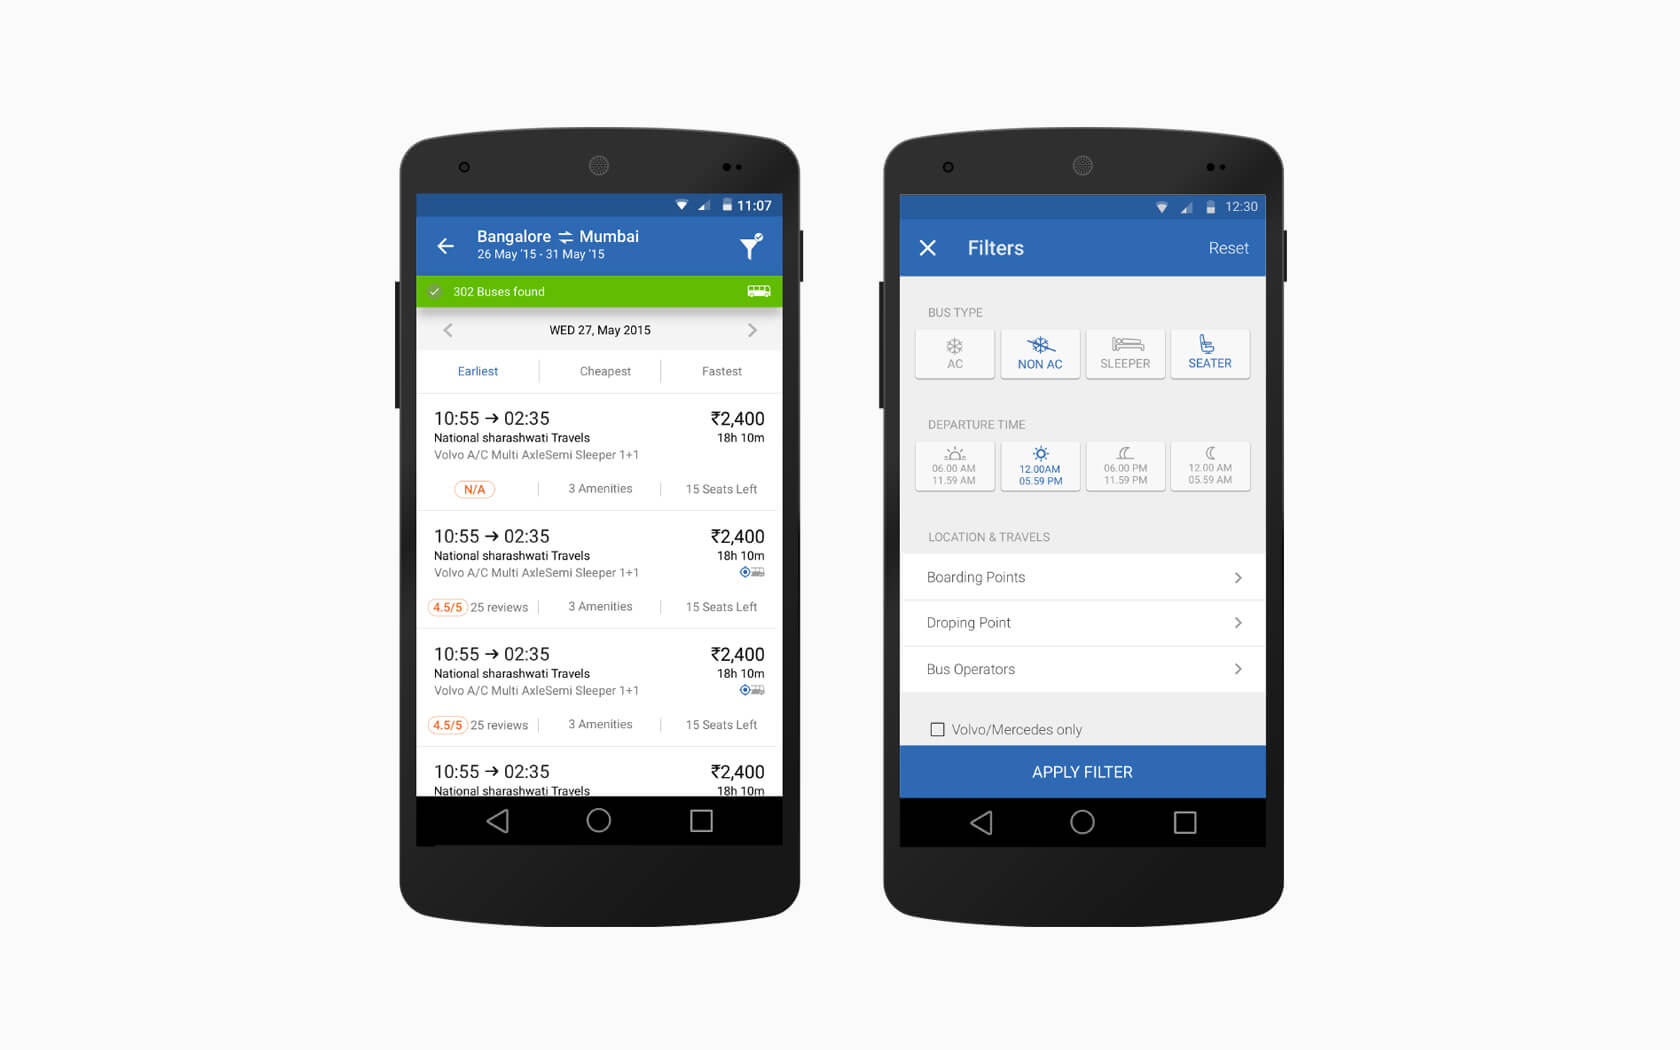 11:07
Bangalore ⇌ Mumbai
26 May '15 - 31 May '15
302 Buses found
WED 27, May 2015
Earliest Cheapest Fastest
10:55 → 02:35 ₹2,400
National sharashwati Travels 18h 10m
Volvo A/C Multi AxleSemi Sleeper 1+1
N/A 3 Amenities 15 Seats Left
10:55 → 02:35 ₹2,400
National sharashwati Travels 18h 10m
Volvo A/C Multi AxleSemi Sleeper 1+1
4.5/5 25 reviews 3 Amenities 15 Seats Left
10:55 → 02:35 ₹2,400
National sharashwati Travels 18h 10m
Volvo A/C Multi AxleSemi Sleeper 1+1
4.5/5 25 reviews 3 Amenities 15 Seats Left
10:55 → 02:35 ₹2,400
National sharashwati Travels 18h 10m
12:30
Filters Reset
BUS TYPE
AC NON AC SLEEPER SEATER
DEPARTURE TIME
06.00 AM 12.00AM 06.00 PM 12.00 AM
11.59 AM 05.59 PM 11.59 PM 05.59 AM
LOCATION & TRAVELS
Boarding Points
Droping Point
Bus Operators
Volvo/Mercedes only
APPLY FILTER